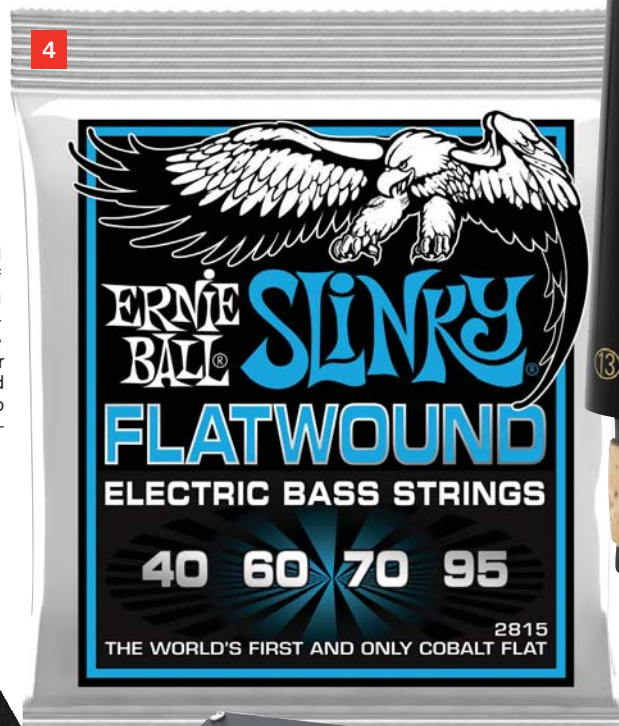 4
ERNiE
BALL®
SLiNKY®
FLATWOUND
ELECTRIC BASS STRINGS
40 60 70 95
2815
THE WORLD'S FIRST AND ONLY COBALT FLAT
13